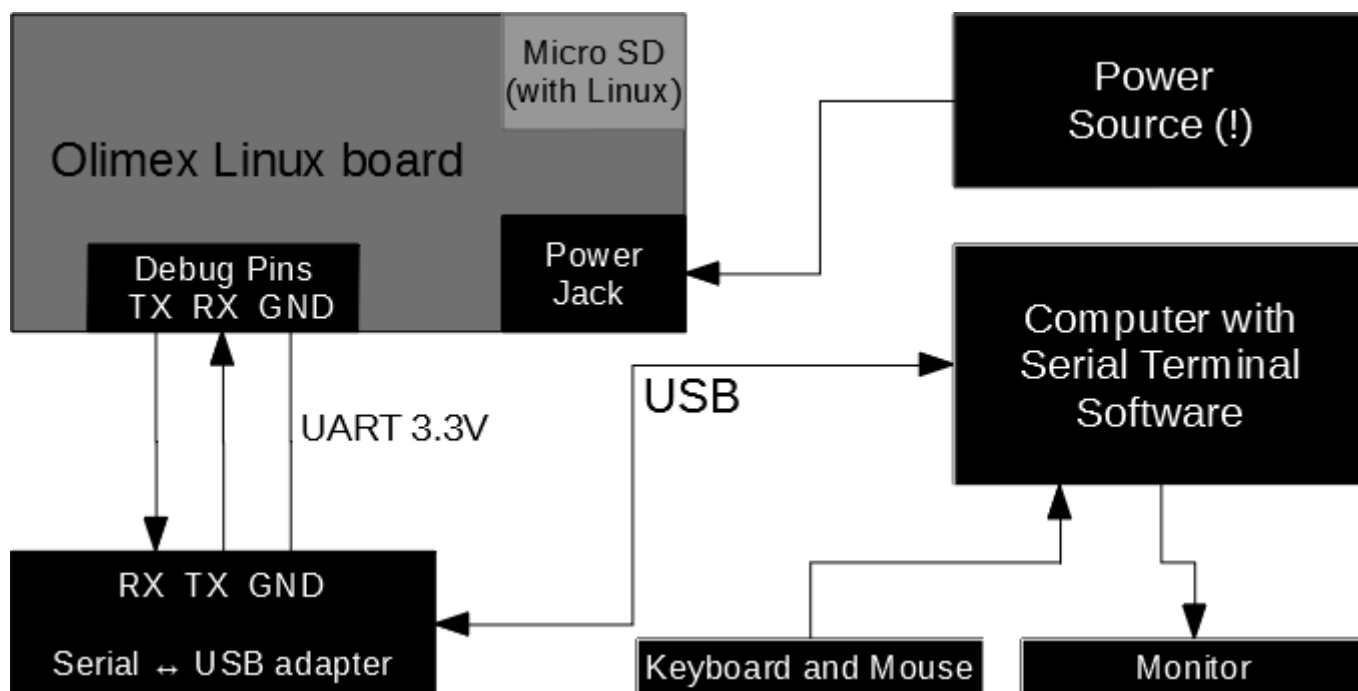 Micro SD
(with Linux)
Olimex Linux board
Debug Pins
TX RX GND
Power
Jack
Power
Source (!)
Computer with
Serial Terminal
Software
USB
UART 3.3V
RX TX GND
Serial ↔ USB adapter
Keyboard and Mouse
Monitor